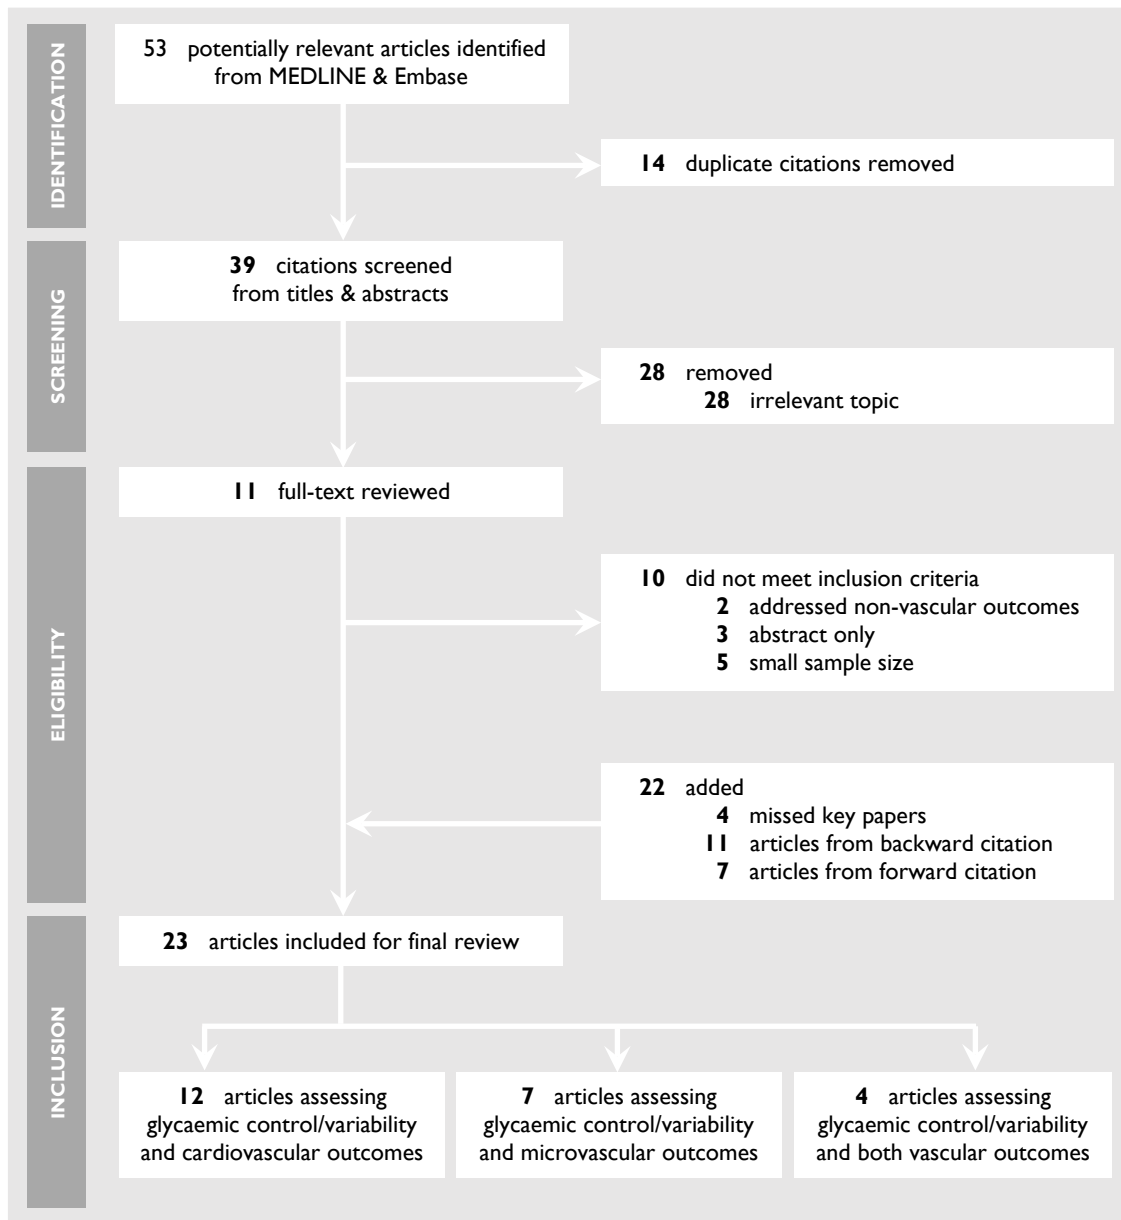 IDENTIFICATION
53 potentially relevant articles identified
from MEDLINE & Embase
14 duplicate citations removed
SCREENING
39 citations screened
from titles & abstracts
28 removed
28 irrelevant topic
ELIGIBILITY
11 full-text reviewed
10 did not meet inclusion criteria
2 addressed non-vascular outcomes
3 abstract only
5 small sample size
22 added
4 missed key papers
11 articles from backward citation
7 articles from forward citation
INCLUSION
23 articles included for final review
12 articles assessing
glycaemic control/variability
and cardiovascular outcomes
7 articles assessing
glycaemic control/variability
and microvascular outcomes
4 articles assessing
glycaemic control/variability
and both vascular outcomes